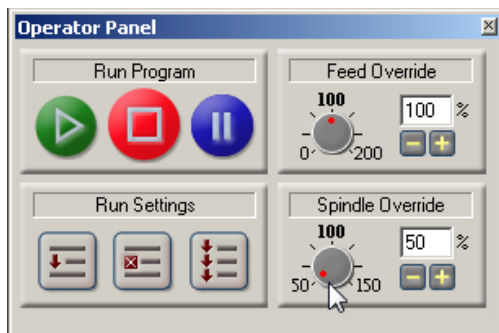 Operator Panel
Run Program
Feed Override
100
100 %
0 200
Run Settings
Spindle Override
100
50 %
50 150